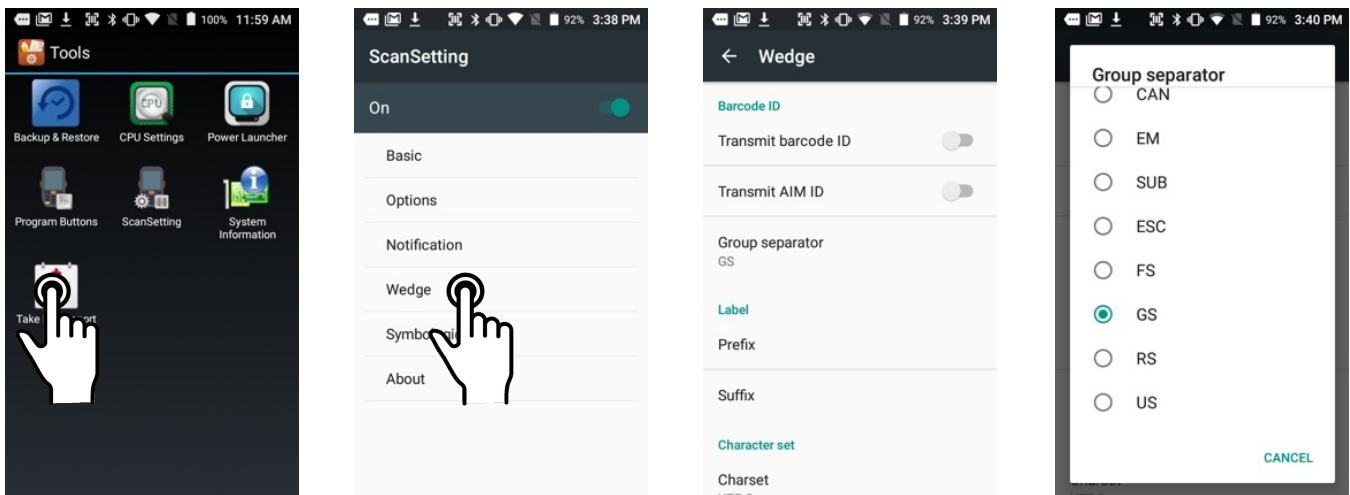 100% 11:59 AM
Tools
Backup & Restore CPU Settings Power Launcher
Program Buttons ScanSetting System
Information
Take
92% 3:38 PM
ScanSetting
On
Basic
Options
Notification
Wedge
About
92% 3:39 PM
Wedge
Barcode ID
Transmit barcode ID
Transmit AIM ID
Group separator
GS
Label
Prefix
Suffix
Character set
Charset
92% 3:40 PM
Group separator
CAN
EM
SUB
ESC
FS
GS
RS
US
CANCEL